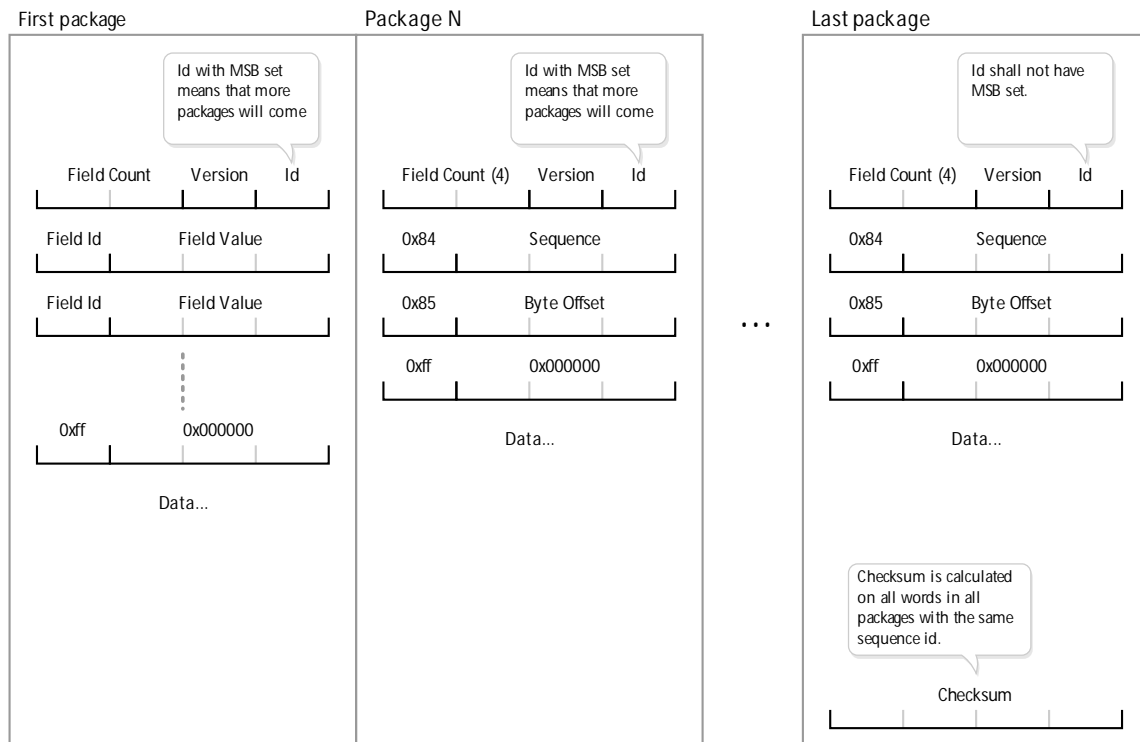 First package
Id with MSB set
means that more
packages will come
Field Count Version Id
Field Id Field Value
Field Id Field Value
0xff 0x000000
Data...
Package N
Id with MSB set
means that more
packages will come
Field Count (4) Version Id
0x84 Sequence
0x85 Byte Offset
0xff 0x000000
Data...
...
Last package
Id shall not have
MSB set.
Field Count (4) Version Id
0x84 Sequence
0x85 Byte Offset
0xff 0x000000
Data...
Checksum is calculated
on all words in all
packages with the same
sequence id.
Checksum